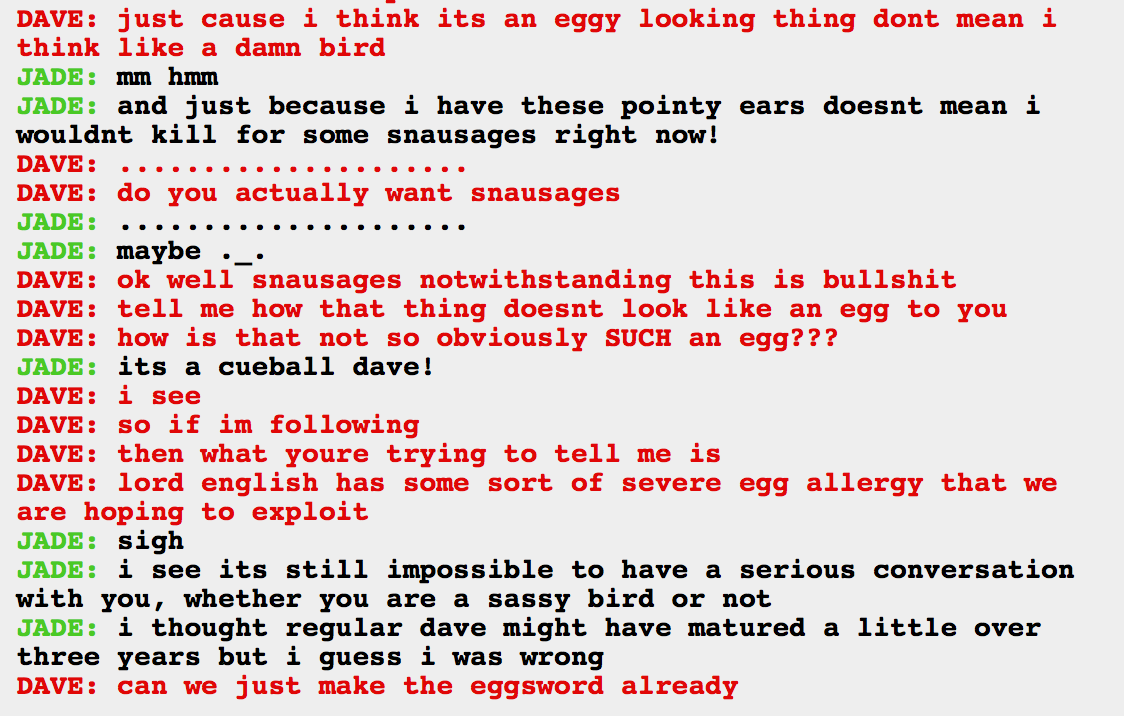 DAVE: just cause i think its an eggy looking thing dont mean i
think like a damn bird
JADE: mm hmm
JADE: and just because i have these pointy ears doesnt mean i
wouldnt kill for some snausages right now!
DAVE: .....................
DAVE: do you actually want snausages
JADE: .....................
JADE: maybe ._.
DAVE: ok well snausages notwithstanding this is bullshit
DAVE: tell me how that thing doesnt look like an egg to you
DAVE: how is that not so obviously SUCH an egg???
JADE: its a cueball dave!
DAVE: i see
DAVE: so if im following
DAVE: then what youre trying to tell me is
DAVE: lord english has some sort of severe egg allergy that we
are hoping to exploit
JADE: sigh
JADE: i see its still impossible to have a serious conversation
with you, whether you are a sassy bird or not
JADE: i thought regular dave might have matured a little over
three years but i guess i was wrong
DAVE: can we just make the eggsword already